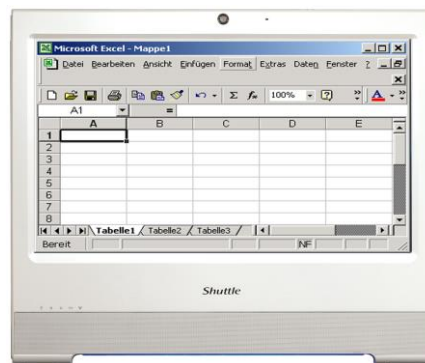 Microsoft Excel - Mappe1
Datei Bearbeiten Ansicht Einfügen Format Extras Daten Fenster ?
100%
A1 =
A B C D E
1
2
3
4
5
6
7
8
Tabelle1 Tabelle2 Tabelle3
Bereit NF
Shuttle